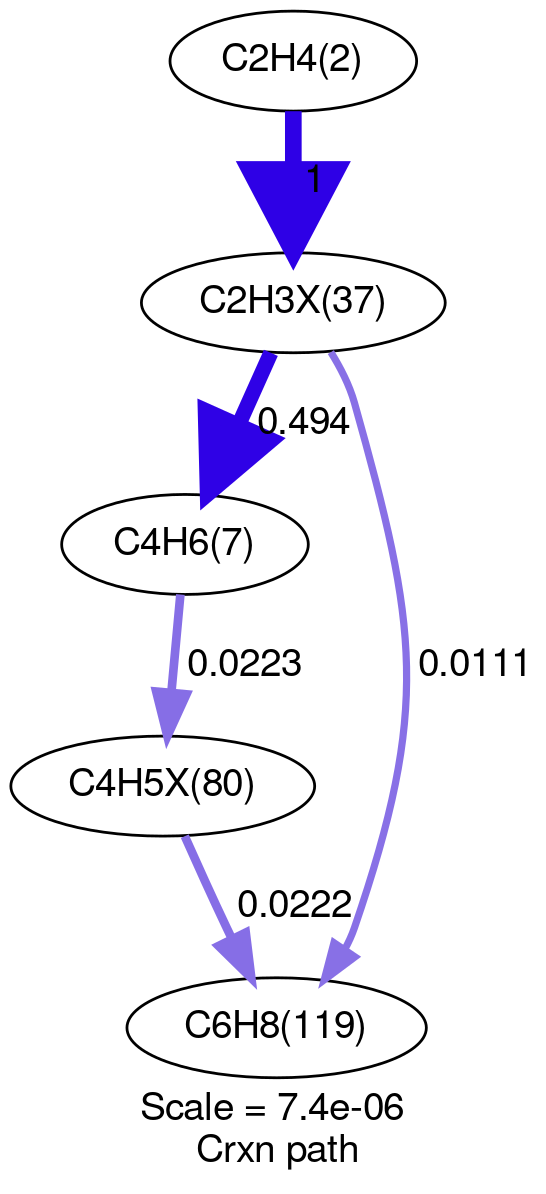 C2H4(2)
1
C2H3X(37)
0.494
C4H6(7)
0.0223
0.0111
C4H5X(80)
0.0222
C6H8(119)
Scale = 7.4e-06
Crxn path